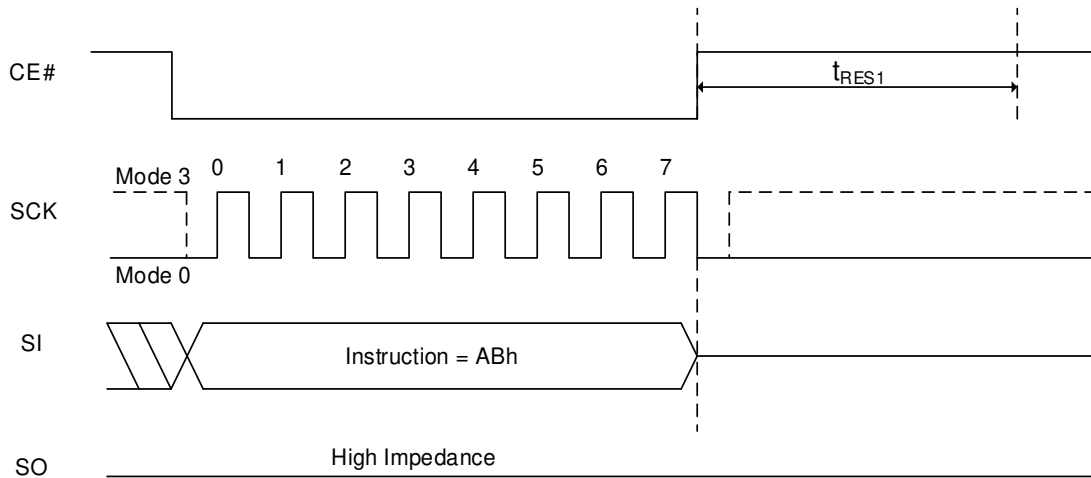 CE#
tRES1
Mode 3 0 1 2 3 4 5 6 7
SCK
Mode 0
SI
Instruction = ABh
High Impedance
SO